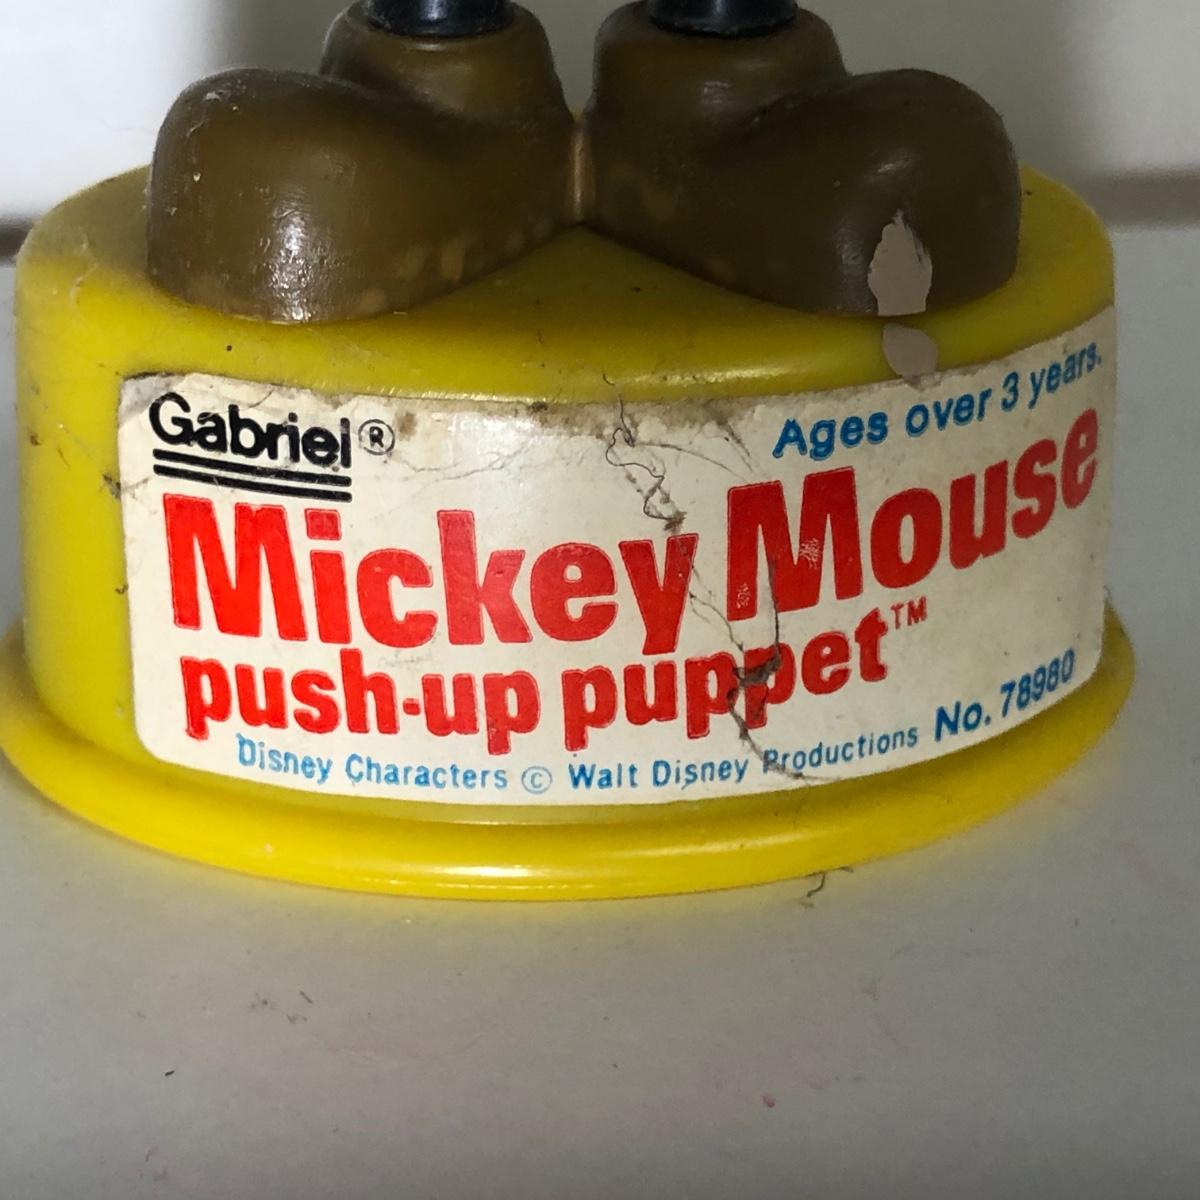 Gabriel®
Ages over 3 years.
Mickey Mouse
push-up puppet™
Disney Characters © Walt Disney Productions No. 78980